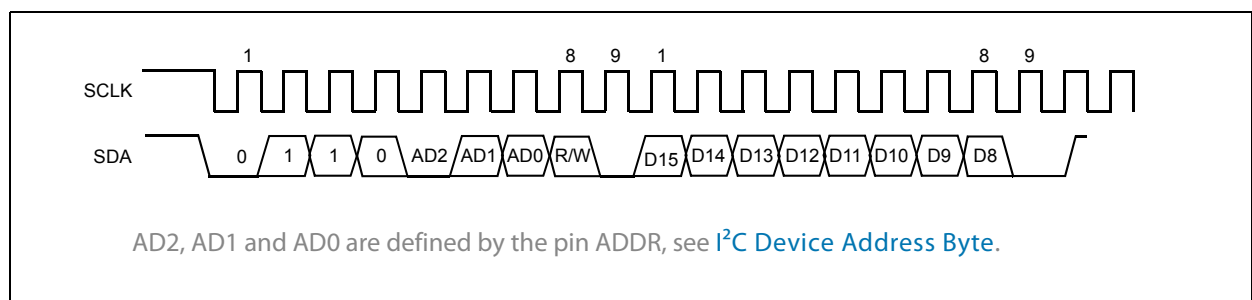 1 8 9 1 8 9
SCLK
SDA 0 1 1 0 AD2 AD1 AD0 R/W D15 D14 D13 D12 D11 D10 D9 D8
AD2, AD1 and AD0 are defined by the pin ADDR, see I²C Device Address Byte.